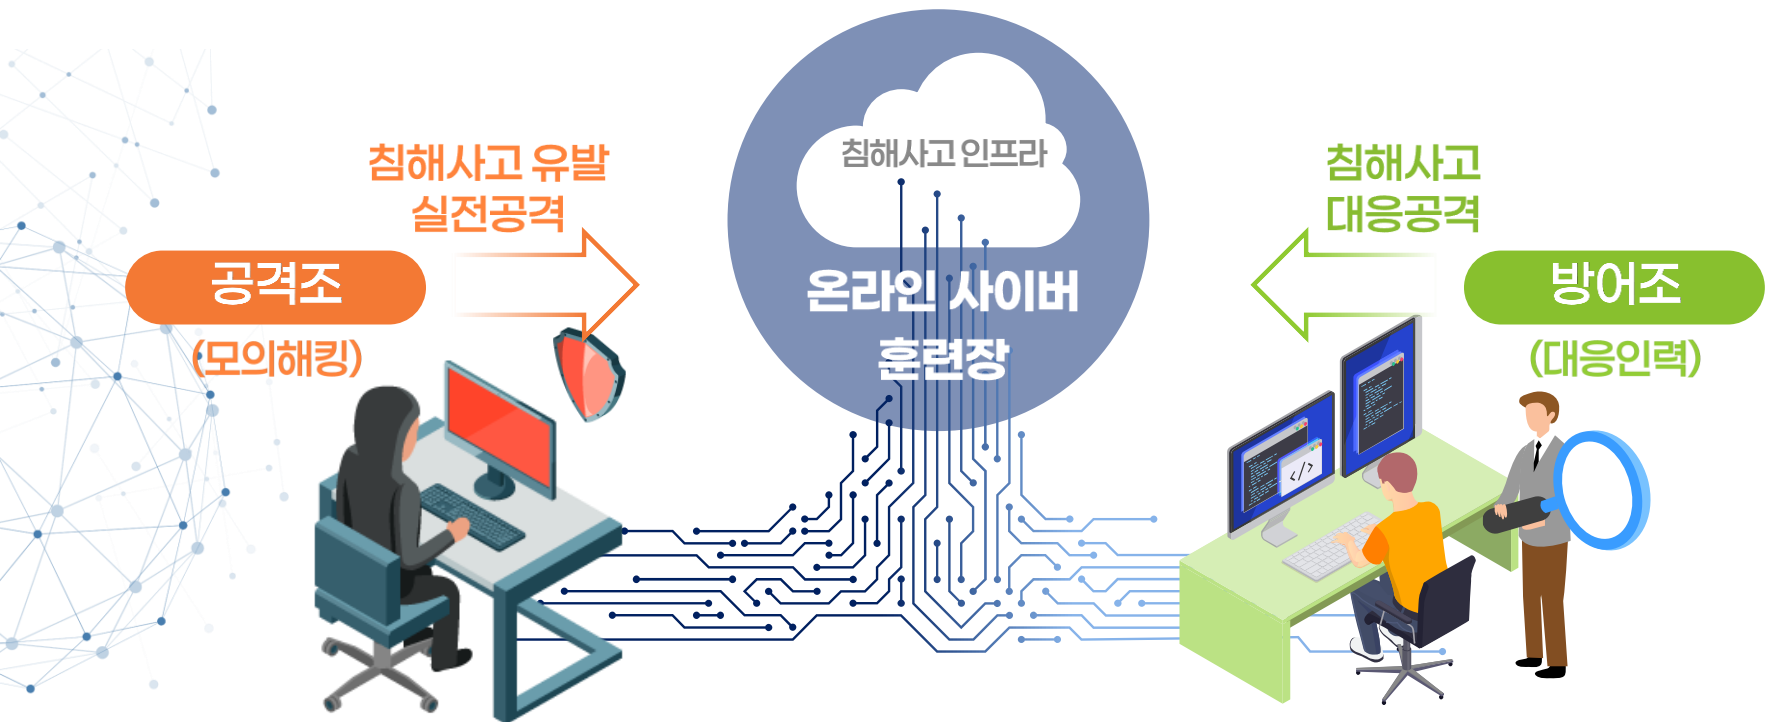 침해사고 유발
실전공격
공격조
(모의해킹)
침해사고 인프라
온라인 사이버
훈련장
침해사고
대응공격
방어조
(대응인력)
</>